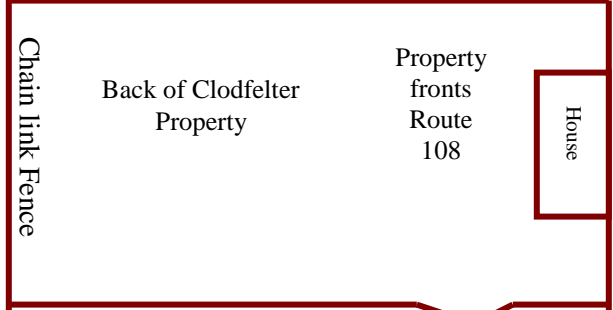 Chain link Fence
Back of Clodfelter
Property
Property
fronts
Route
108
House